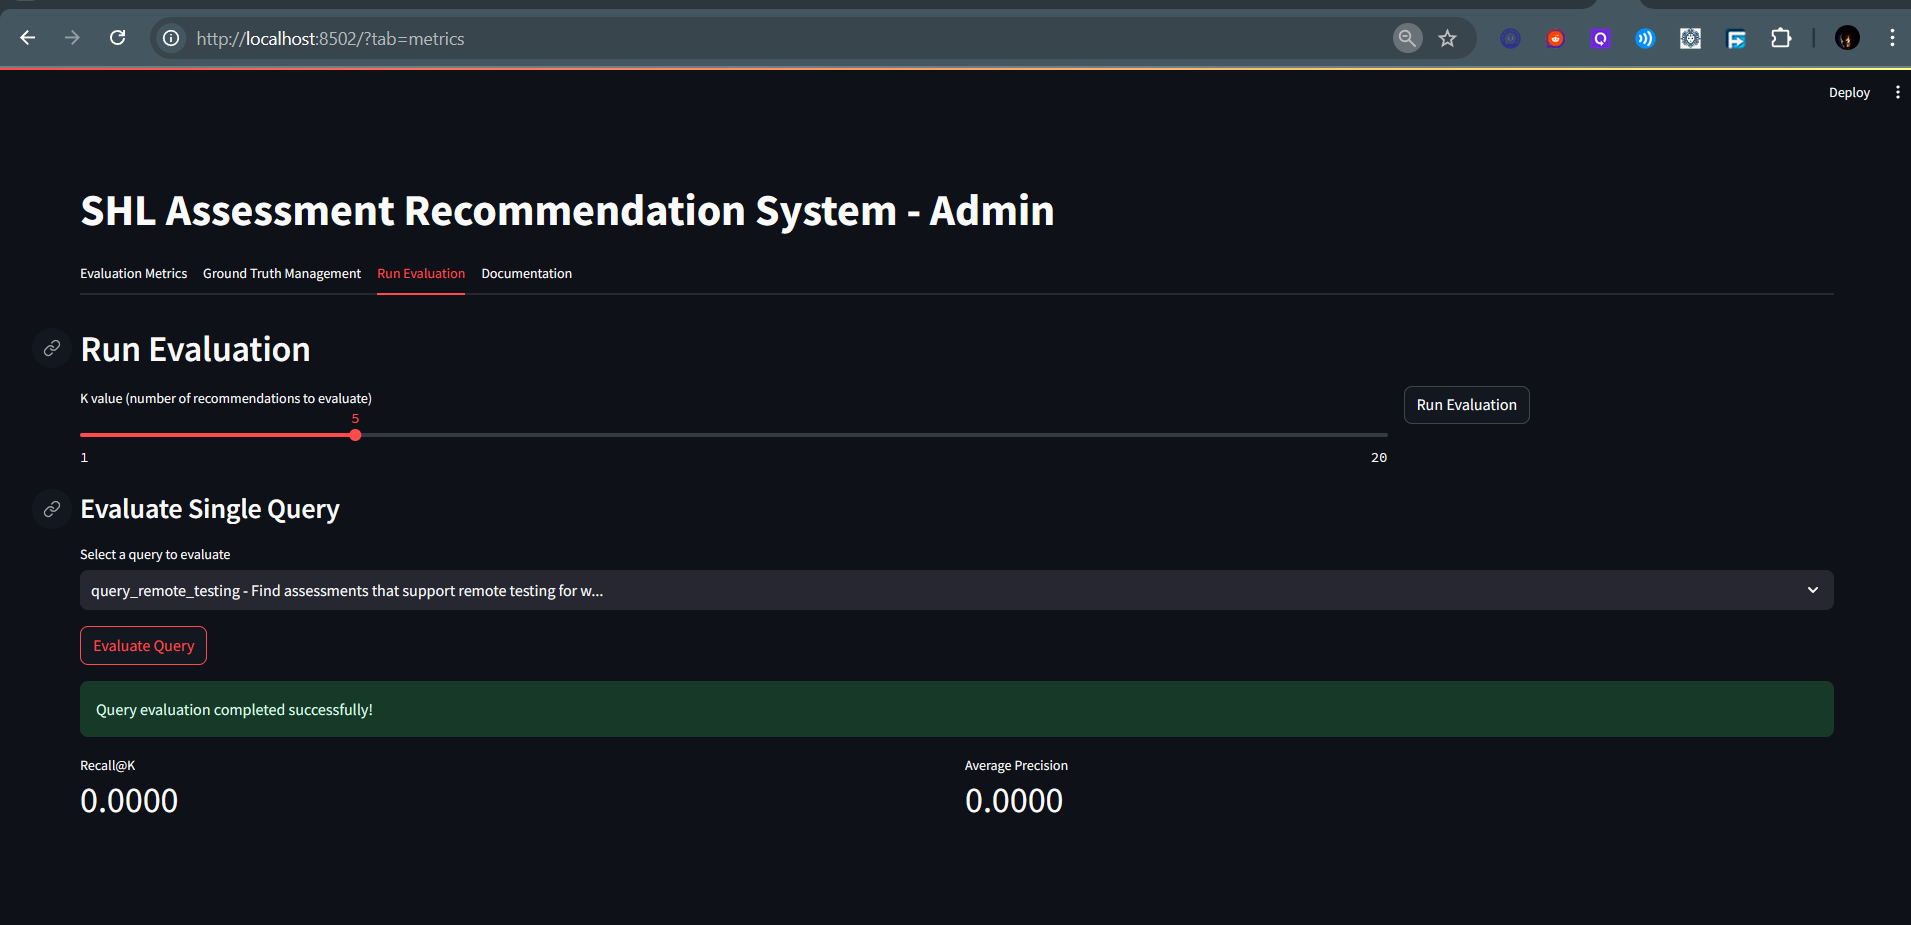 http://localhost:8502/?tab=metrics
Deploy
SHL Assessment Recommendation System - Admin
Evaluation Metrics Ground Truth Management Run Evaluation Documentation
Run Evaluation
K value (number of recommendations to evaluate)
Run Evaluation
5
1 20
Evaluate Single Query
Select a query to evaluate
query_remote_testing - Find assessments that support remote testing for w...
Evaluate Query
Query evaluation completed successfully!
Recall@K Average Precision
0.0000 0.0000